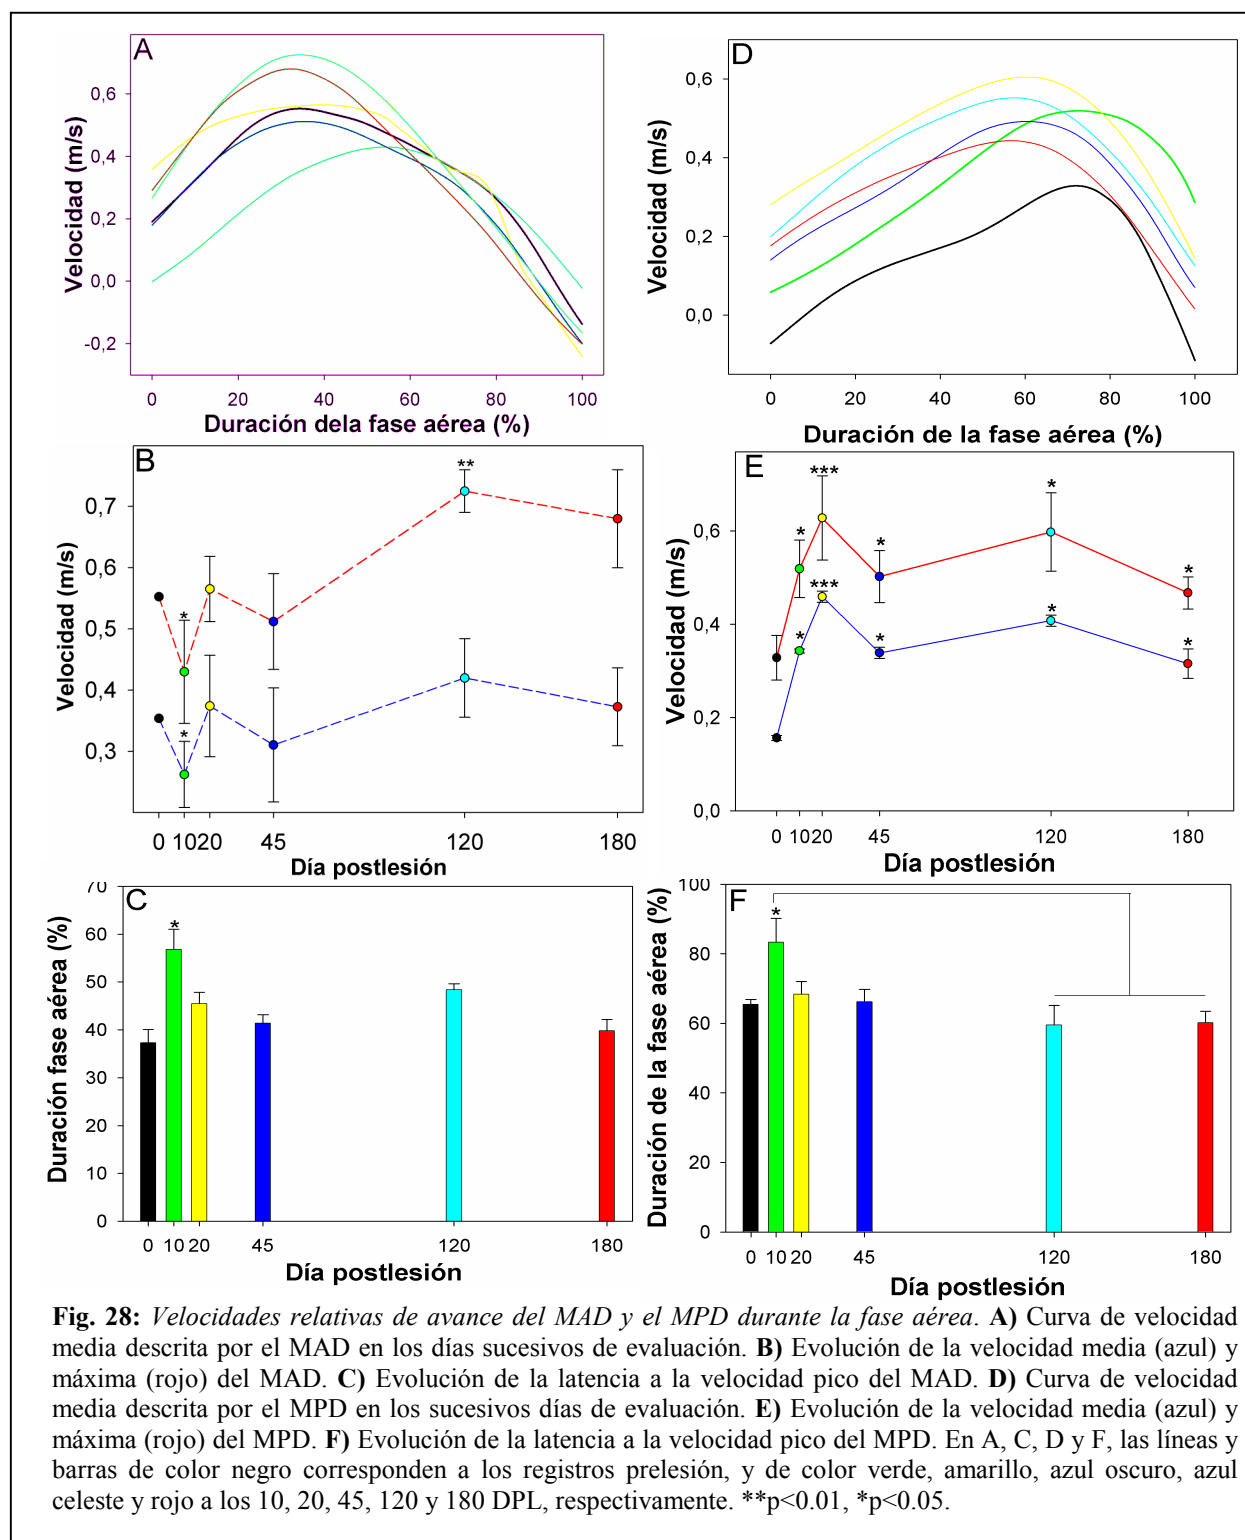 A
Velocidad (m/s)
0,6
0,4
0,2
0,0
-0,2
0 20 40 60 80 100
Duración dela fase aérea (%)
D
Velocidad (m/s)
0,6
0,4
0,2
0,0
0 20 40 60 80 100
Duración de la fase aérea (%)
B
Velocidad (m/s)
0,7
0,6
0,5
0,4
0,3
**
*
*
0 10 20 45 120 180
Día postlesión
E
Velocidad (m/s)
0,6
0,4
0,2
0,0
***
*
*
*
*
***
*
*
*
*
0 10 20 45 120 180
Día postlesión
C
Duración fase aérea (%)
70
60
50
40
30
20
10
0
*
0 10 20 45 120 180
Día postlesión
F
Duración de la fase aérea (%)
100
80
60
40
20
0
*
0 10 20 45 120 180
Día postlesión
Fig. 28: Velocidades relativas de avance del MAD y el MPD durante la fase aérea. A) Curva de velocidad
media descrita por el MAD en los días sucesivos de evaluación. B) Evolución de la velocidad media (azul) y
máxima (rojo) del MAD. C) Evolución de la latencia a la velocidad pico del MAD. D) Curva de velocidad
media descrita por el MPD en los sucesivos días de evaluación. E) Evolución de la velocidad media (azul) y
máxima (rojo) del MPD. F) Evolución de la latencia a la velocidad pico del MPD. En A, C, D y F, las líneas y
barras de color negro corresponden a los registros prelesión, y de color verde, amarillo, azul oscuro, azul
celeste y rojo a los 10, 20, 45, 120 y 180 DPL, respectivamente. **p<0.01, *p<0.05.